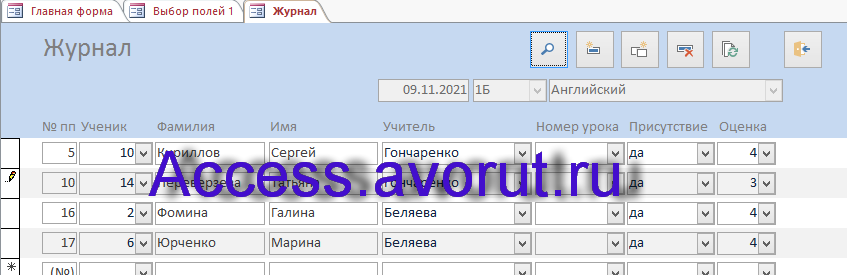 Главная форма Выбор полей 1 Журнал
Журнал
09.11.2021 1Б Английский
№ пп Ученик Фамилия Имя Учитель Номер урока Присутствие Оценка
5 10 Кириллов Сергей Гончаренко да 4
Access.avorut.ru
10 14 Переверзева Татьяна Гончаренко да 3
16 2 Фомина Галина Беляева да 4
17 6 Юрченко Марина Беляева да 4
(№)